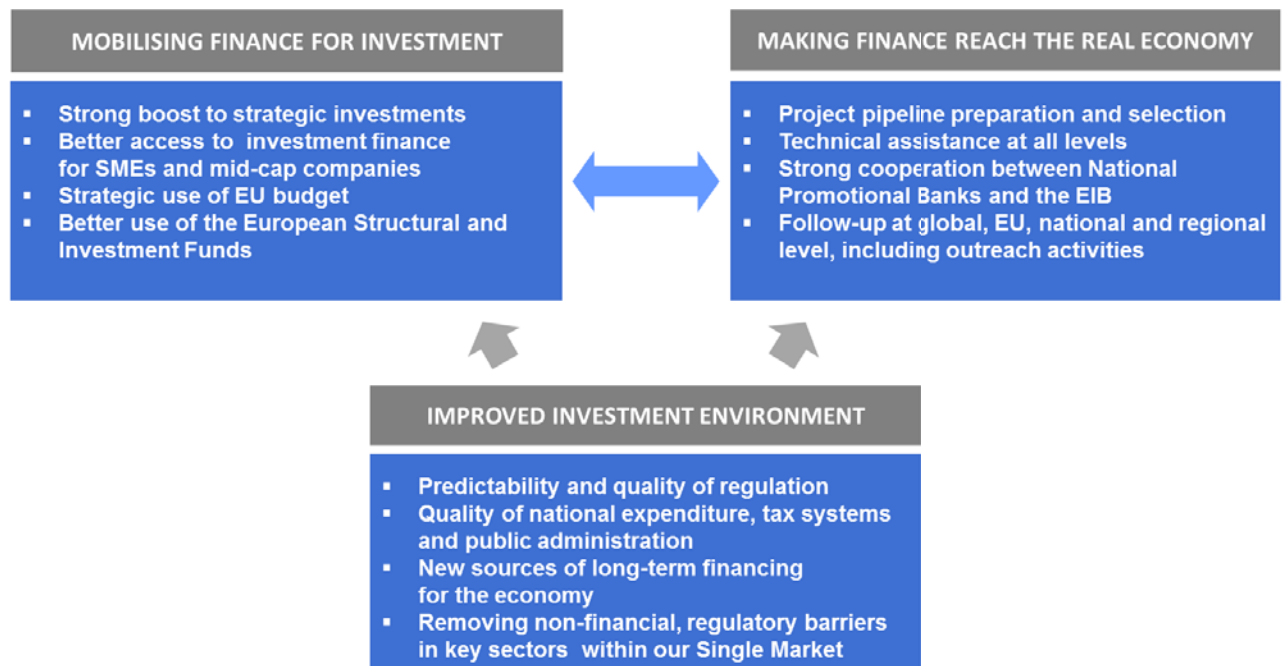 MOBILISING FINANCE FOR INVESTMENT
▪ Strong boost to strategic investments
▪ Better access to investment finance
for SMEs and mid-cap companies
▪ Strategic use of EU budget
▪ Better use of the European Structural and
Investment Funds
MAKING FINANCE REACH THE REAL ECONOMY
▪ Project pipeline preparation and selection
▪ Technical assistance at all levels
▪ Strong cooperation between National
Promotional Banks and the EIB
▪ Follow-up at global, EU, national and regional
level, including outreach activities
IMPROVED INVESTMENT ENVIRONMENT
▪ Predictability and quality of regulation
▪ Quality of national expenditure, tax systems
and public administration
▪ New sources of long-term financing
for the economy
▪ Removing non-financial, regulatory barriers
in key sectors within our Single Market